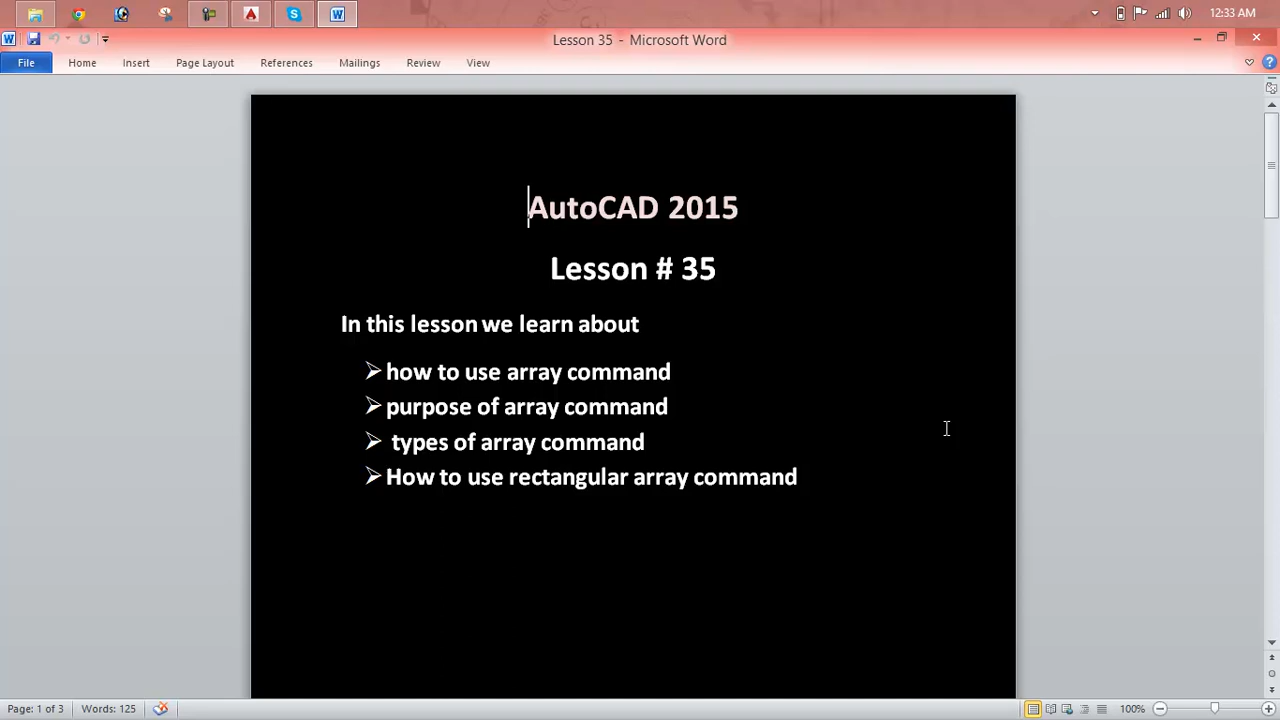 12:33 AM
Lesson 35 - Microsoft Word
File Home Insert Page Layout References Mailings Review View
AutoCAD 2015
Lesson # 35
In this lesson we learn about
how to use array command
purpose of array command
types of array command
How to use rectangular array command
Page: 1 of 3 Words: 125 100%